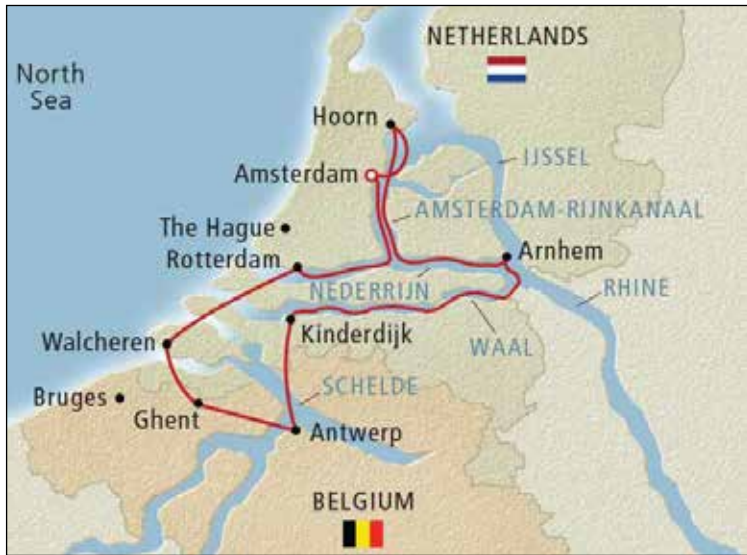 NETHERLANDS
North
Sea
Hoorn
IJSSEL
Amsterdam
AMSTERDAM-RIJNKANAAL
The Hague
Arnhem
Rotterdam
NEDERRIJN
RHINE
Kinderdijk
Walcheren
WAAL
SCHELDE
Bruges
Ghent
Antwerp
BELGIUM